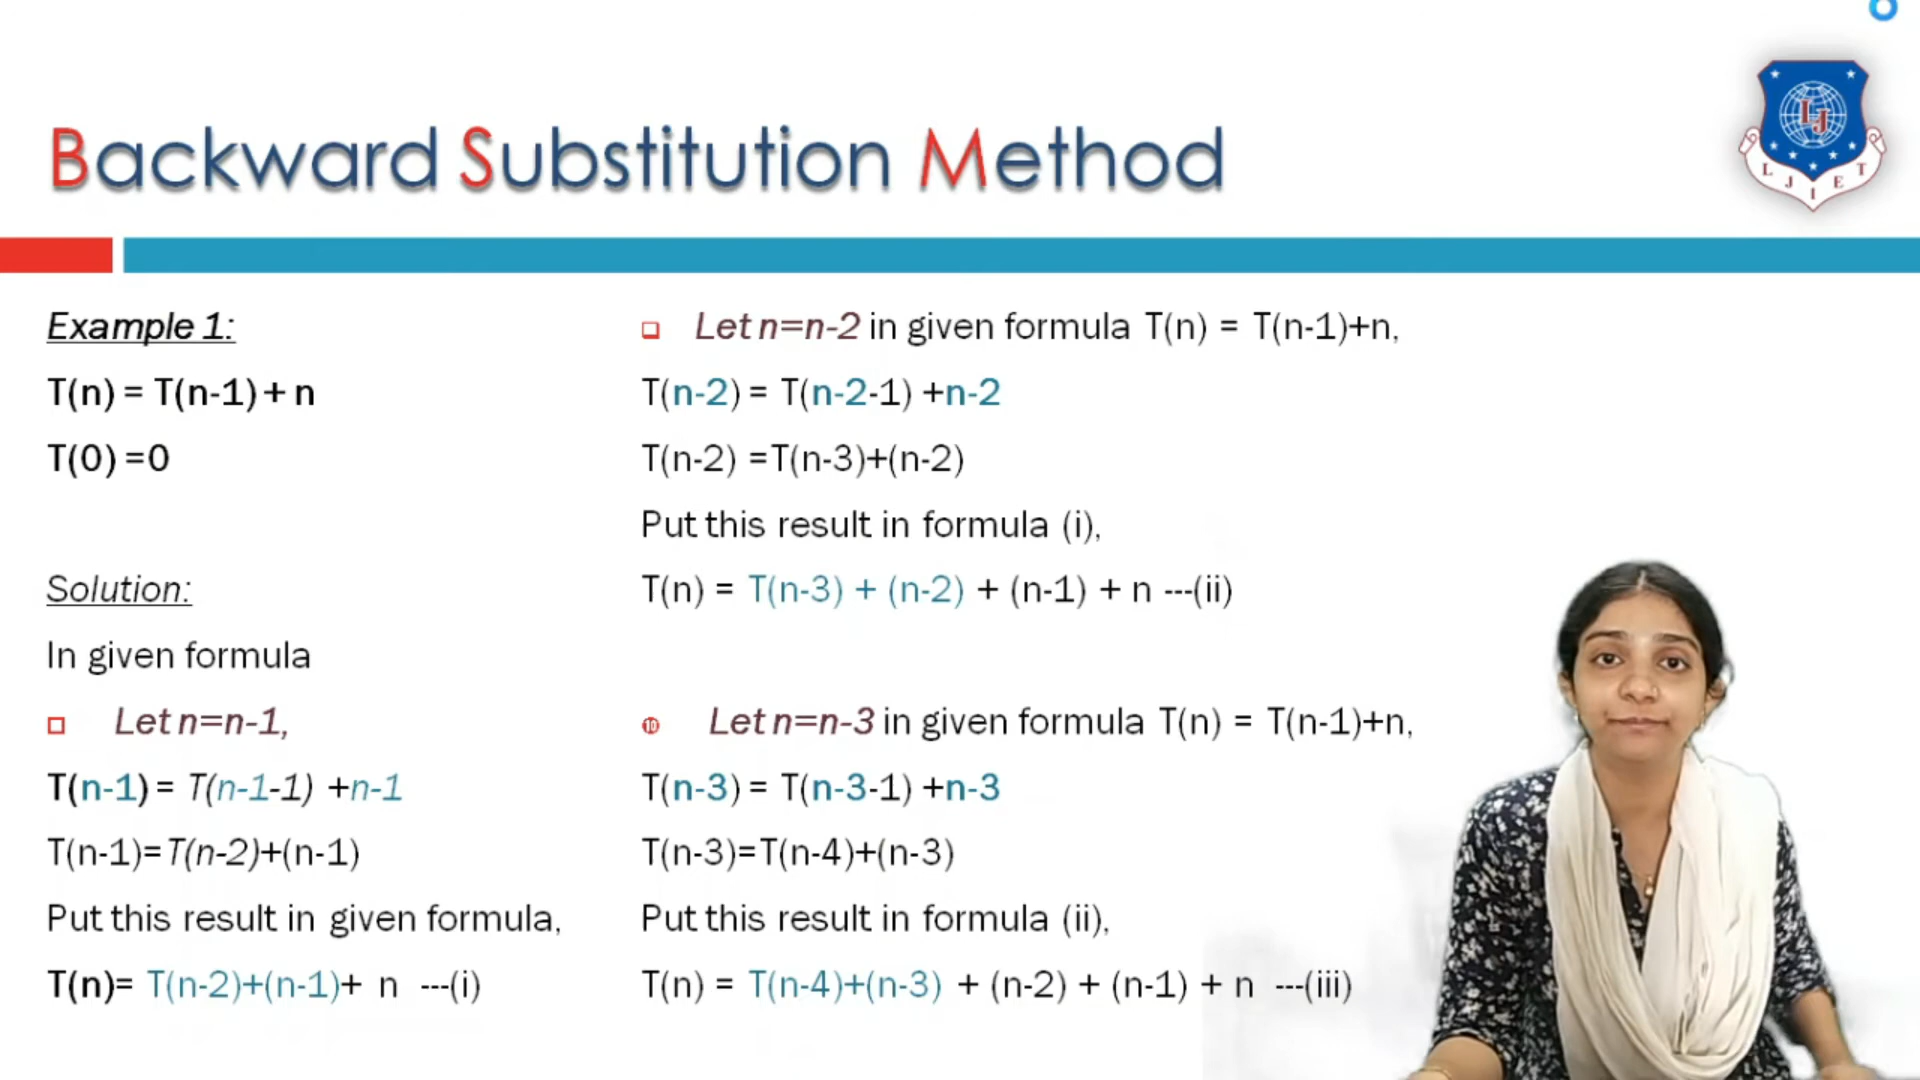 Backward Substitution Method
LJ
L J I E T
Example 1:
T(n) = T(n-1) + n
T(0) =0
Solution:
In given formula
Let n=n-1,
T(n-1) = T(n-1-1) +n-1
T(n-1)=T(n-2)+(n-1)
Put this result in given formula,
T(n)= T(n-2)+(n-1)+ n ---(i)
Let n=n-2 in given formula T(n) = T(n-1)+n,
T(n-2) = T(n-2-1) +n-2
T(n-2) =T(n-3)+(n-2)
Put this result in formula (i),
T(n) = T(n-3) + (n-2) + (n-1) + n ---(ii)
⑩ Let n=n-3 in given formula T(n) = T(n-1)+n,
T(n-3) = T(n-3-1) +n-3
T(n-3)=T(n-4)+(n-3)
Put this result in formula (ii),
T(n) = T(n-4)+(n-3) + (n-2) + (n-1) + n ---(iii)